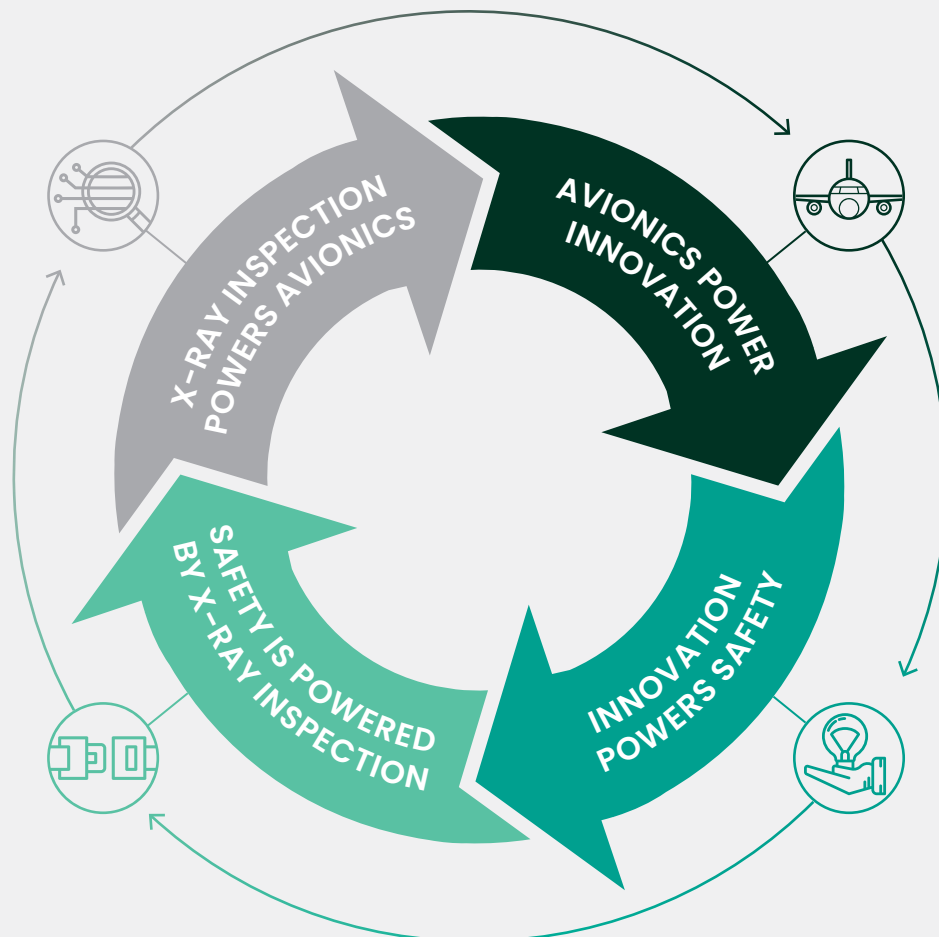 X-RAY INSPECTION
POWERS AVIONICS
AVIONICS POWER
INNOVATION
INNOVATION
POWERS SAFETY
SAFETY IS POWERED
BY X-RAY INSPECTION